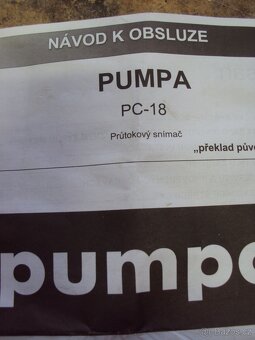 NÁVOD K OBSLUZE
PUMPA
PC-18
Průtokový snímač
„překlad pův
pumpa